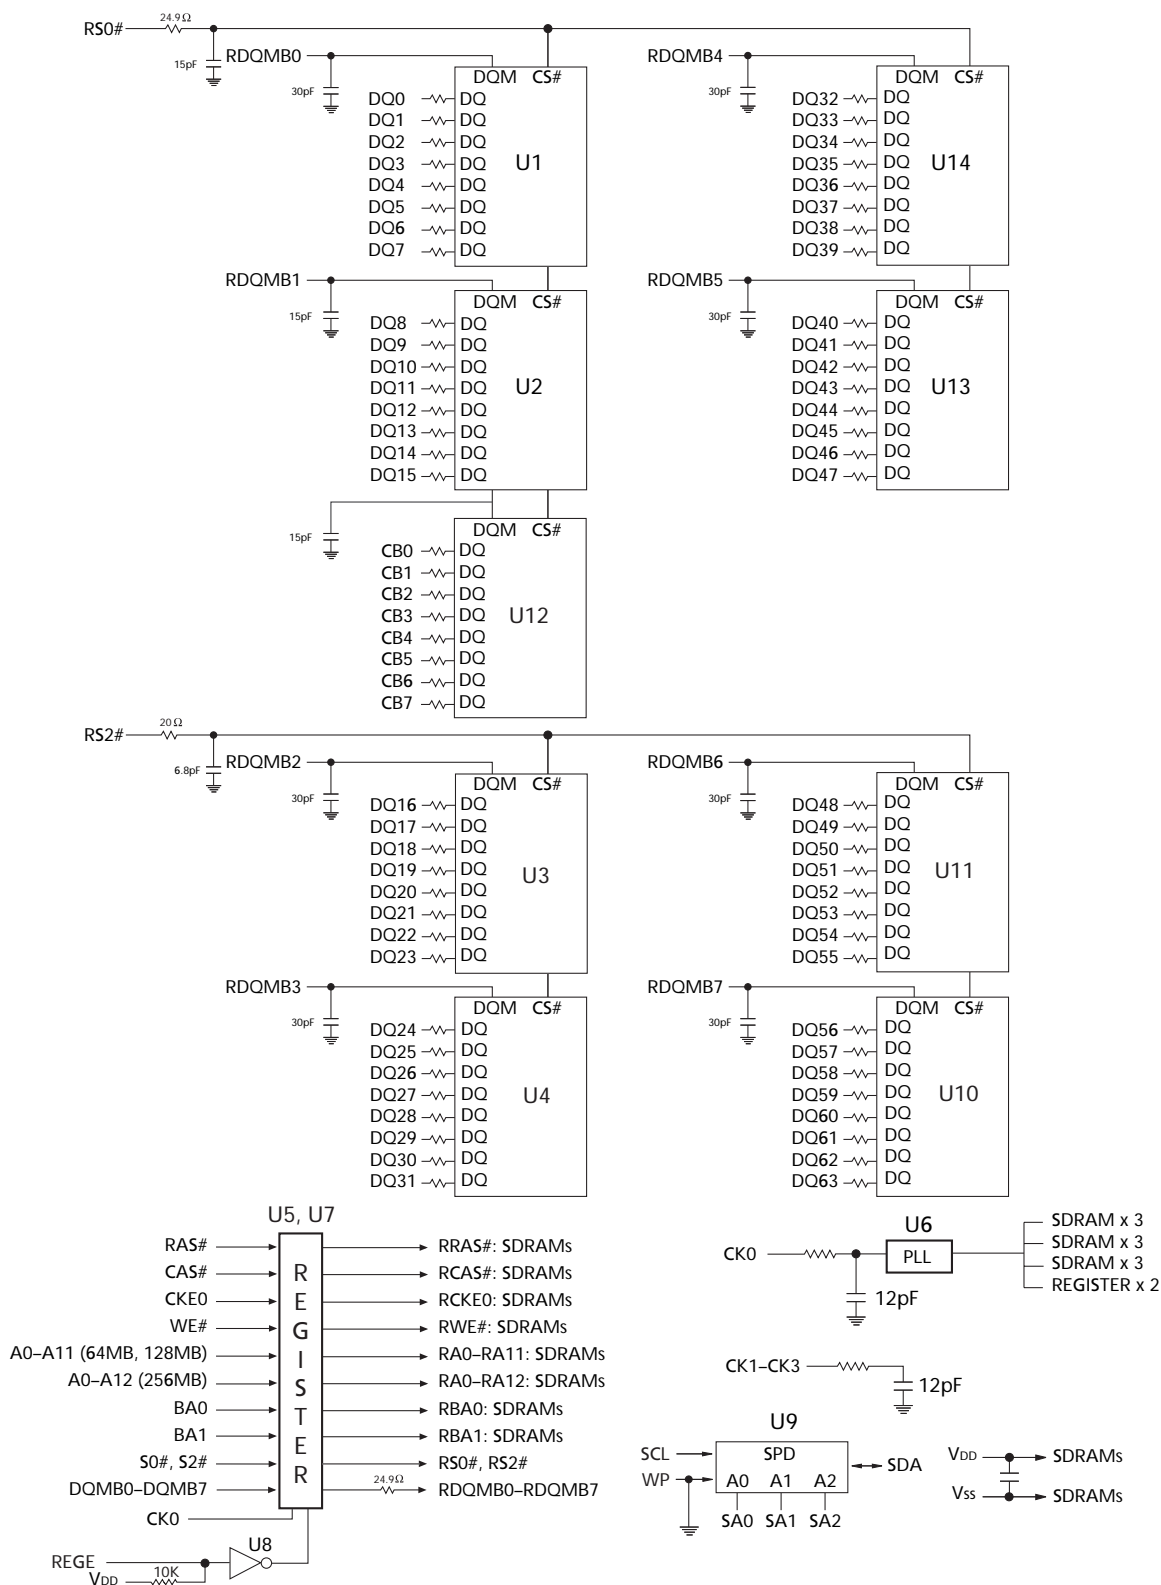 RS0# 24.9Ω
15pF
RDQMB0
30pF
DQM CS#
DQ0 DQ
DQ1 DQ
DQ2 DQ
DQ3 DQ
DQ4 DQ
DQ5 DQ
DQ6 DQ
DQ7 DQ
U1
RDQMB4
30pF
DQM CS#
DQ32 DQ
DQ33 DQ
DQ34 DQ
DQ35 DQ
DQ36 DQ
DQ37 DQ
DQ38 DQ
DQ39 DQ
U14
RDQMB1
15pF
DQM CS#
DQ8 DQ
DQ9 DQ
DQ10 DQ
DQ11 DQ
DQ12 DQ
DQ13 DQ
DQ14 DQ
DQ15 DQ
U2
RDQMB5
30pF
DQM CS#
DQ40 DQ
DQ41 DQ
DQ42 DQ
DQ43 DQ
DQ44 DQ
DQ45 DQ
DQ46 DQ
DQ47 DQ
U13
15pF
DQM CS#
CB0 DQ
CB1 DQ
CB2 DQ
CB3 DQ
CB4 DQ
CB5 DQ
CB6 DQ
CB7 DQ
U12
RS2# 20Ω
6.8pF
RDQMB2
30pF
DQM CS#
DQ16 DQ
DQ17 DQ
DQ18 DQ
DQ19 DQ
DQ20 DQ
DQ21 DQ
DQ22 DQ
DQ23 DQ
U3
RDQMB6
30pF
DQM CS#
DQ48 DQ
DQ49 DQ
DQ50 DQ
DQ51 DQ
DQ52 DQ
DQ53 DQ
DQ54 DQ
DQ55 DQ
U11
RDQMB3
30pF
DQM CS#
DQ24 DQ
DQ25 DQ
DQ26 DQ
DQ27 DQ
DQ28 DQ
DQ29 DQ
DQ30 DQ
DQ31 DQ
U4
RDQMB7
30pF
DQM CS#
DQ56 DQ
DQ57 DQ
DQ58 DQ
DQ59 DQ
DQ60 DQ
DQ61 DQ
DQ62 DQ
DQ63 DQ
U10
U5, U7
REGISTER
RAS# RRAS#: SDRAMs
CAS# RCAS#: SDRAMs
CKE0 RCKE0: SDRAMs
WE# RWE#: SDRAMs
A0–A11 (64MB, 128MB) RA0–RA11: SDRAMs
A0–A12 (256MB) RA0–RA12: SDRAMs
BA0 RBA0: SDRAMs
BA1 RBA1: SDRAMs
S0#, S2# RS0#, RS2#
DQMB0–DQMB7 24.9Ω RDQMB0–RDQMB7
CK0
U8
REGE
VDD 10K
U6
CK0 PLL
12pF
SDRAM x 3
SDRAM x 3
SDRAM x 3
REGISTER x 2
CK1–CK3
12pF
U9
SCL SPD SDA
WP A0 A1 A2
SA0 SA1 SA2
VDD SDRAMs
Vss SDRAMs